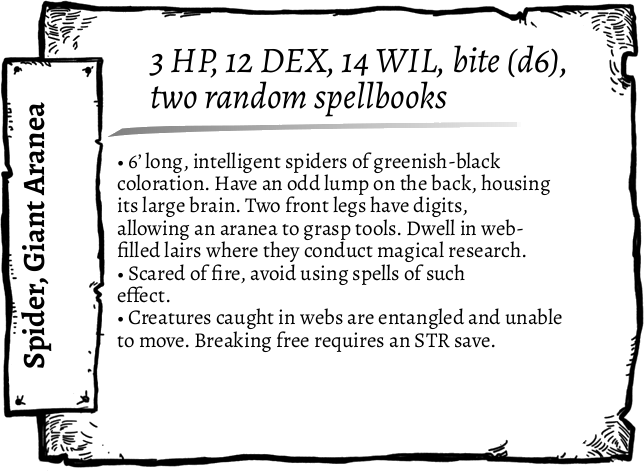 Spider, Giant Aranea
3 HP, 12 DEX, 14 WIL, bite (d6),
two random spellbooks
• 6’ long, intelligent spiders of greenish-black
coloration. Have an odd lump on the back, housing
its large brain. Two front legs have digits,
allowing an aranea to grasp tools. Dwell in web-
filled lairs where they conduct magical research.
• Scared of fire, avoid using spells of such
effect.
• Creatures caught in webs are entangled and unable
to move. Breaking free requires an STR save.